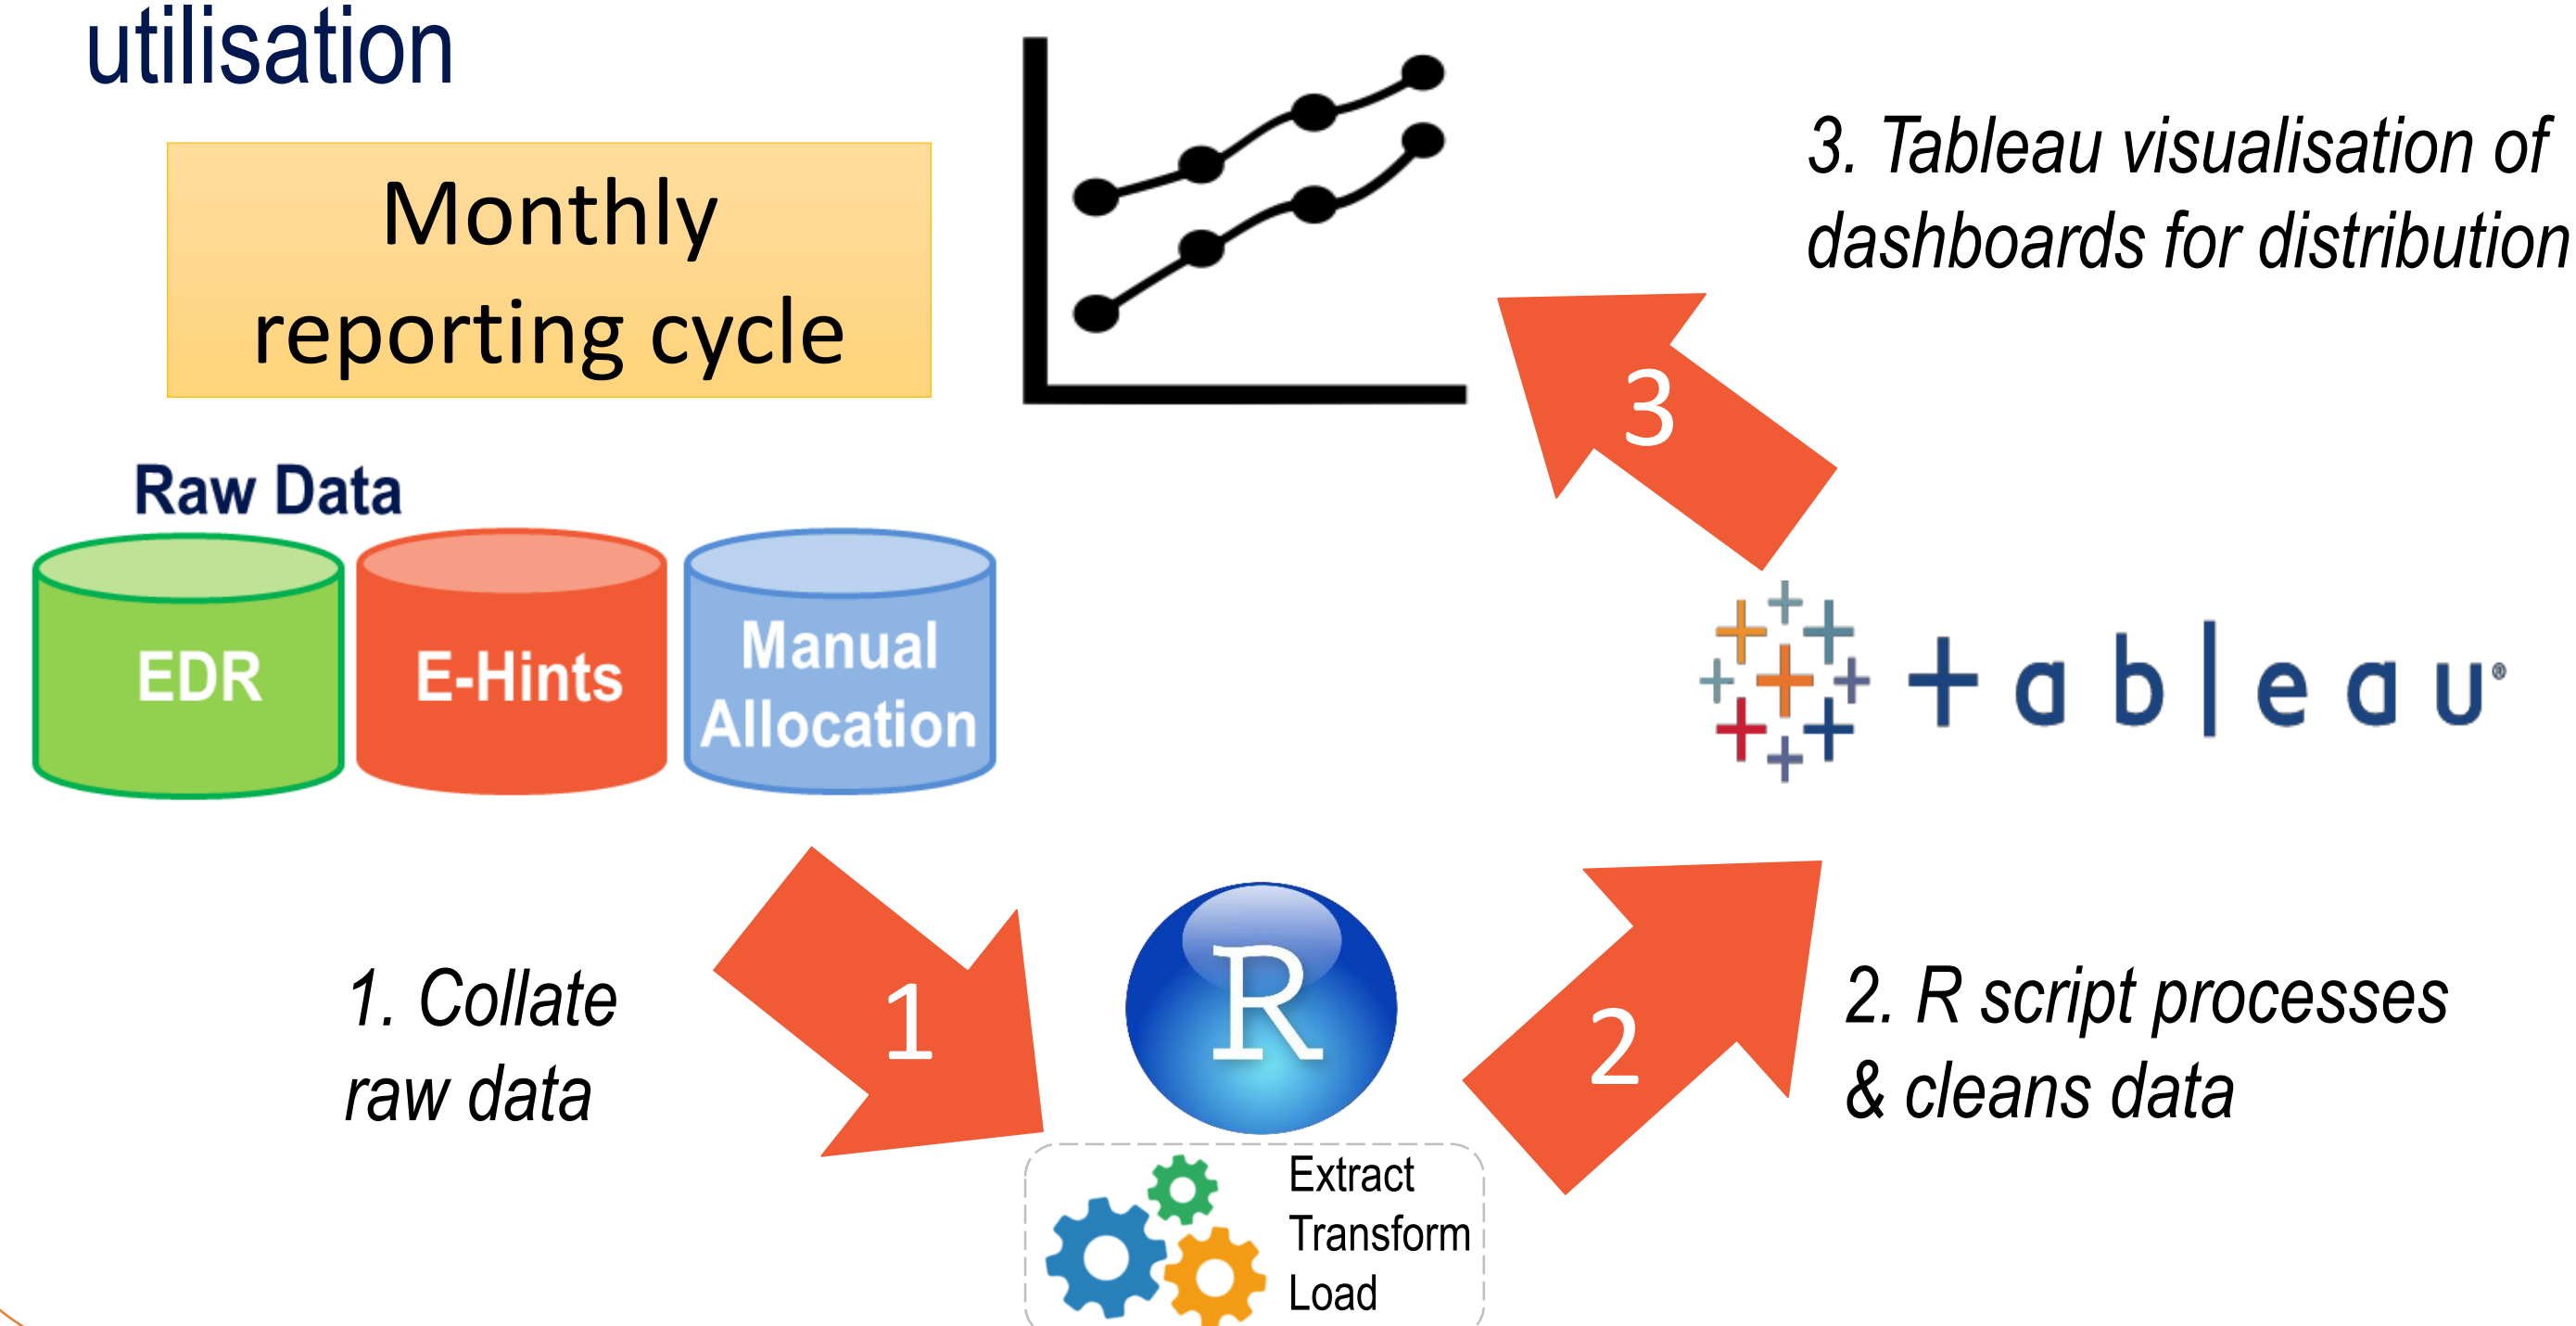 utilisation
Monthly
reporting cycle
3. Tableau visualisation of
dashboards for distribution
3
Raw Data
EDR
E-Hints
Manual
Allocation
+ableau®
1. Collate
raw data
1
R
2
2. R script processes
& cleans data
Extract
Transform
Load